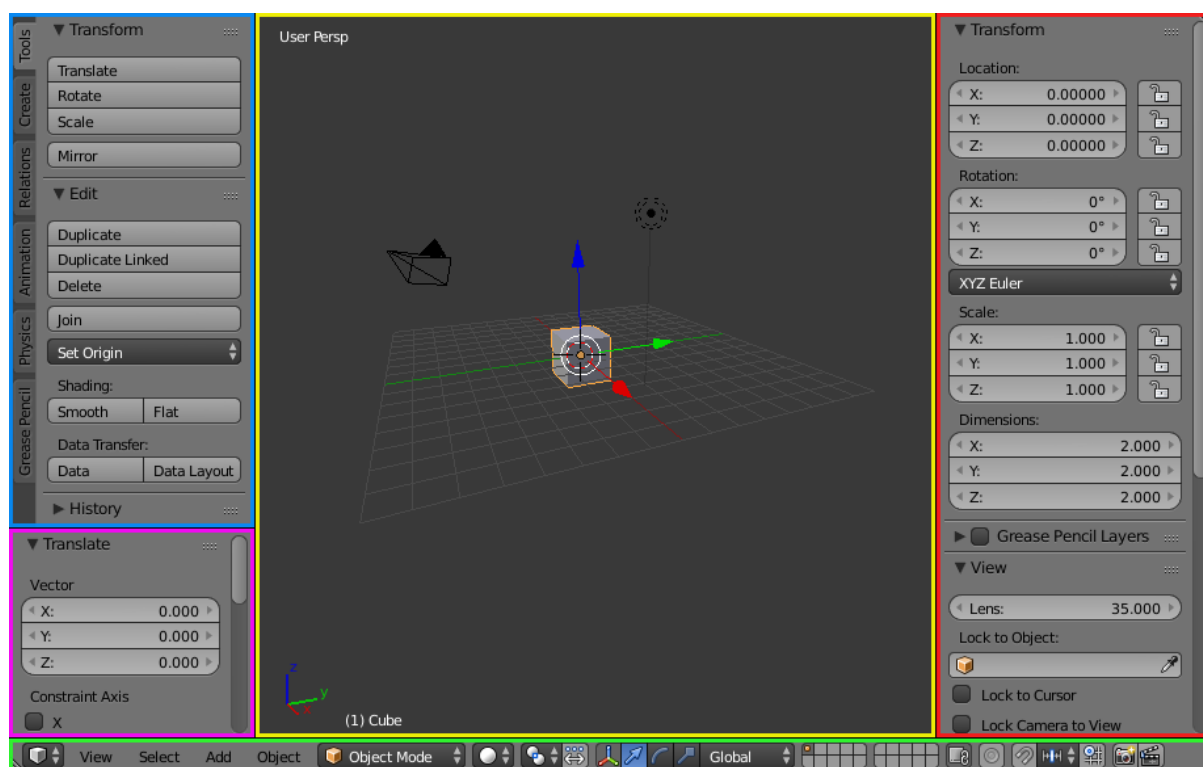 Tools
Create
Relations
Animation
Physics
Grease Pencil
Transform
Translate
Rotate
Scale
Mirror
Edit
Duplicate
Duplicate Linked
Delete
Join
Set Origin
Shading:
Smooth Flat
Data Transfer:
Data Data Layout
History
Translate
Vector
X: 0.000
Y: 0.000
Z: 0.000
Constraint Axis
X
User Persp
z
y
x
(1) Cube
Transform
Location:
X: 0.00000
Y: 0.00000
Z: 0.00000
Rotation:
X: 0°
Y: 0°
Z: 0°
XYZ Euler
Scale:
X: 1.000
Y: 1.000
Z: 1.000
Dimensions:
X: 2.000
Y: 2.000
Z: 2.000
Grease Pencil Layers
View
Lens: 35.000
Lock to Object:
Lock to Cursor
Lock Camera to View
View Select Add Object Object Mode Global